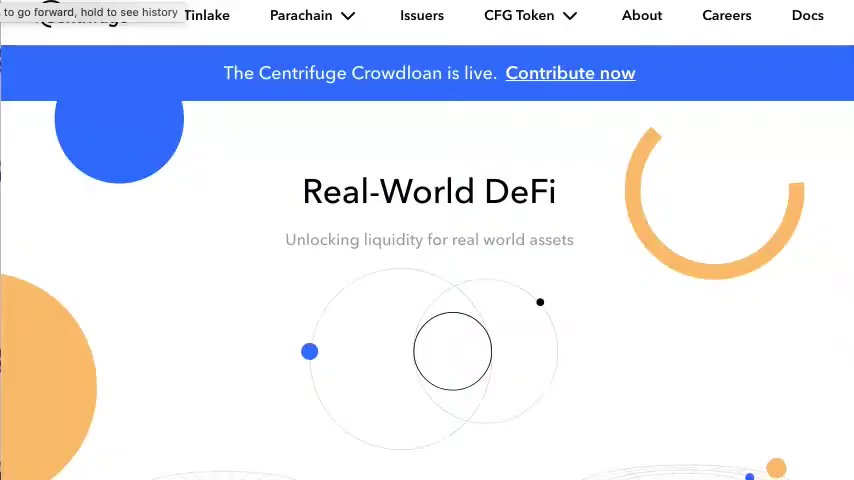 to go forward, hold to see history
Tinlake Parachain Issuers CFG Token About Careers Docs
The Centrifuge Crowdloan is live. Contribute now
Real-World DeFi
Unlocking liquidity for real world assets